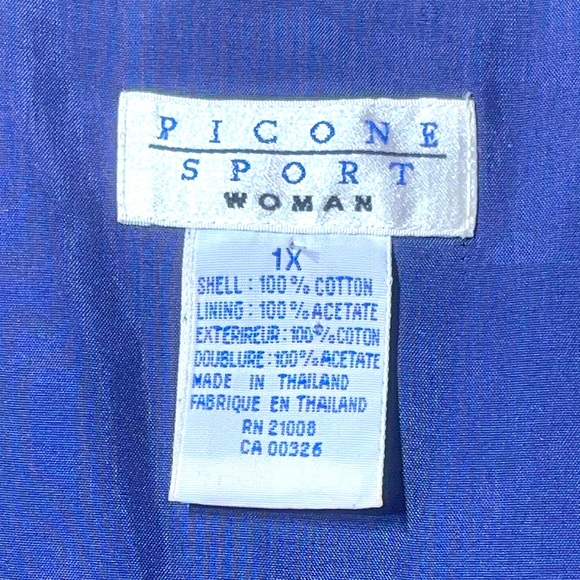 PICONE
SPORT
WOMAN
1X
SHELL : 100 % COTTON
LINING : 100 % ACETATE
EXTERIREUR : 100 % COTON
DOUBLURE : 100 % ACETATE
MADE IN THAILAND
FABRIQUE EN THAILAND
RN 21008
CA 00326